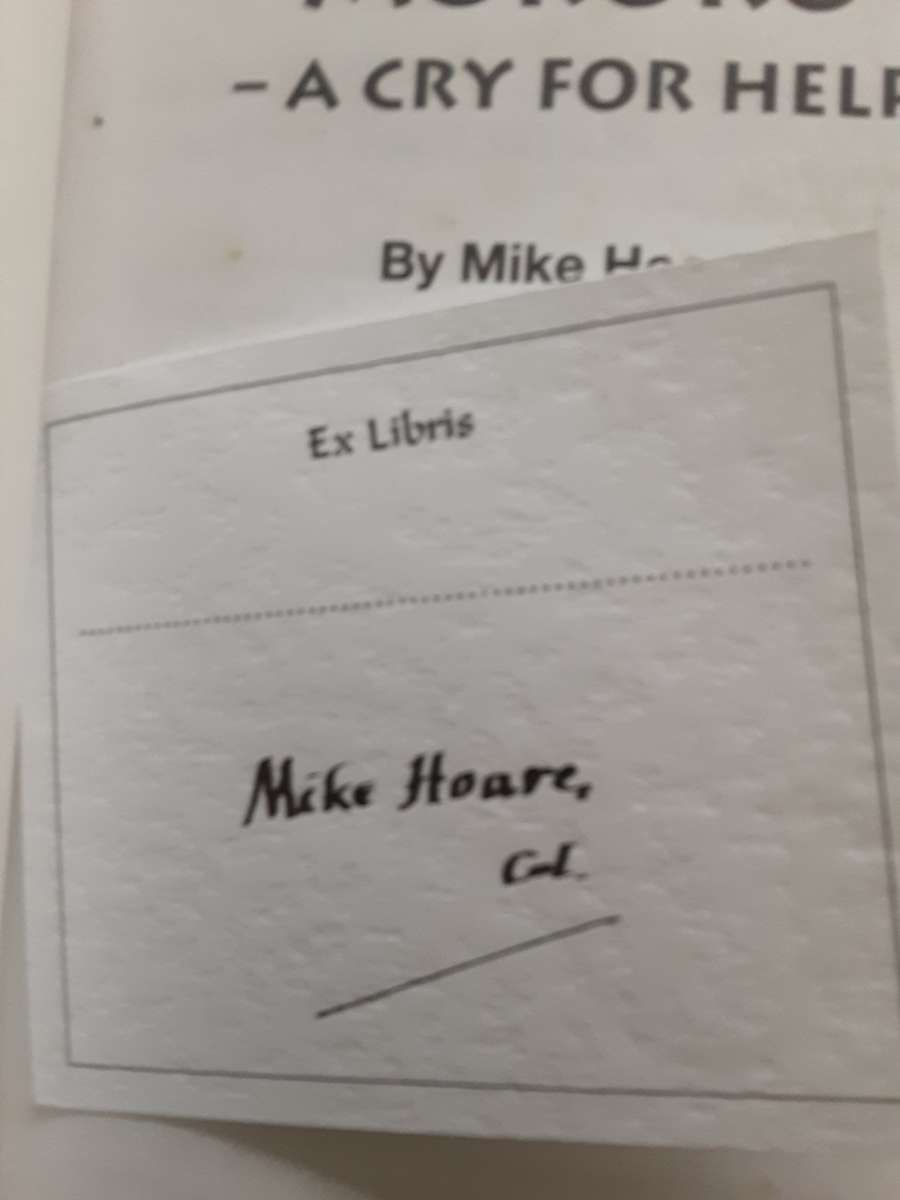 – A CRY FOR HELP
By Mike
Ex Libris
Mike Hoare,
Col.